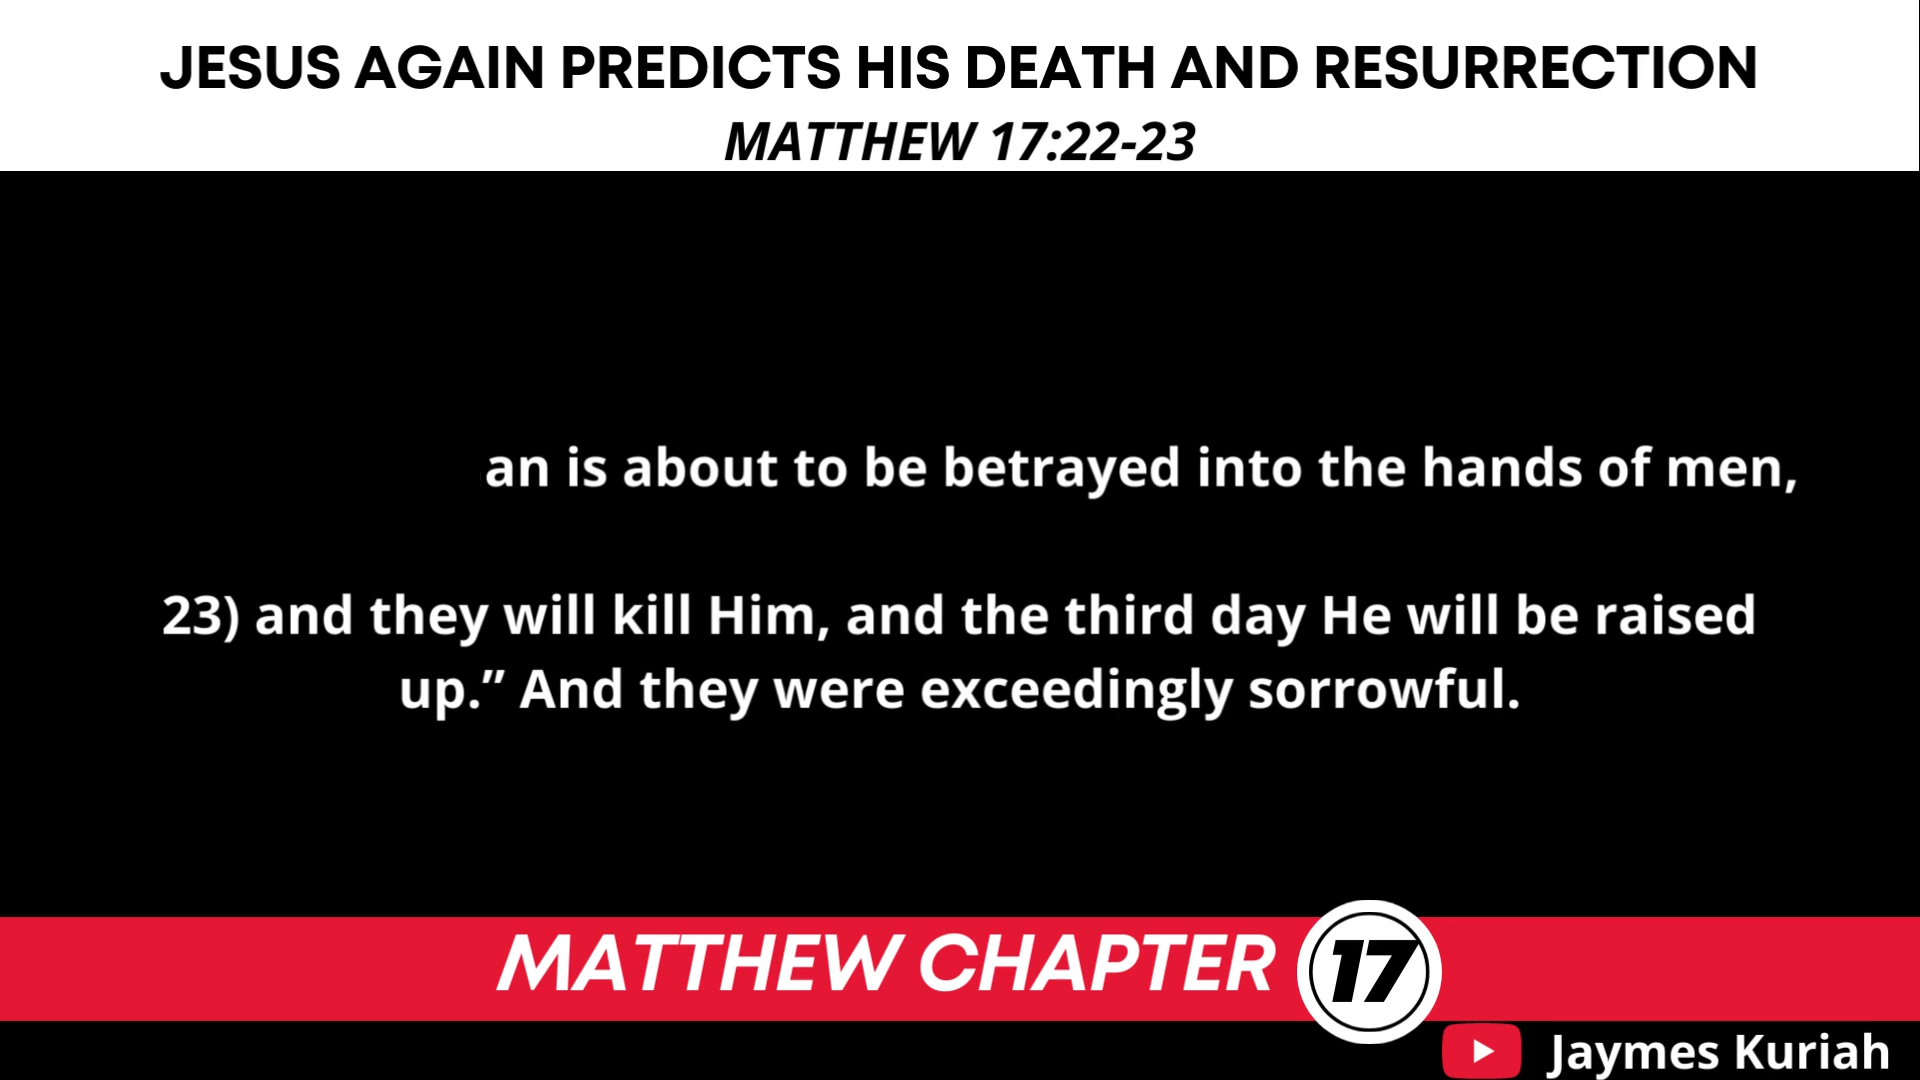 JESUS AGAIN PREDICTS HIS DEATH AND RESURRECTION
MATTHEW 17:22-23
an is about to be betrayed into the hands of men,
23) and they will kill Him, and the third day He will be raised
up.” And they were exceedingly sorrowful.
MATTHEW CHAPTER 17
Jaymes Kuriah